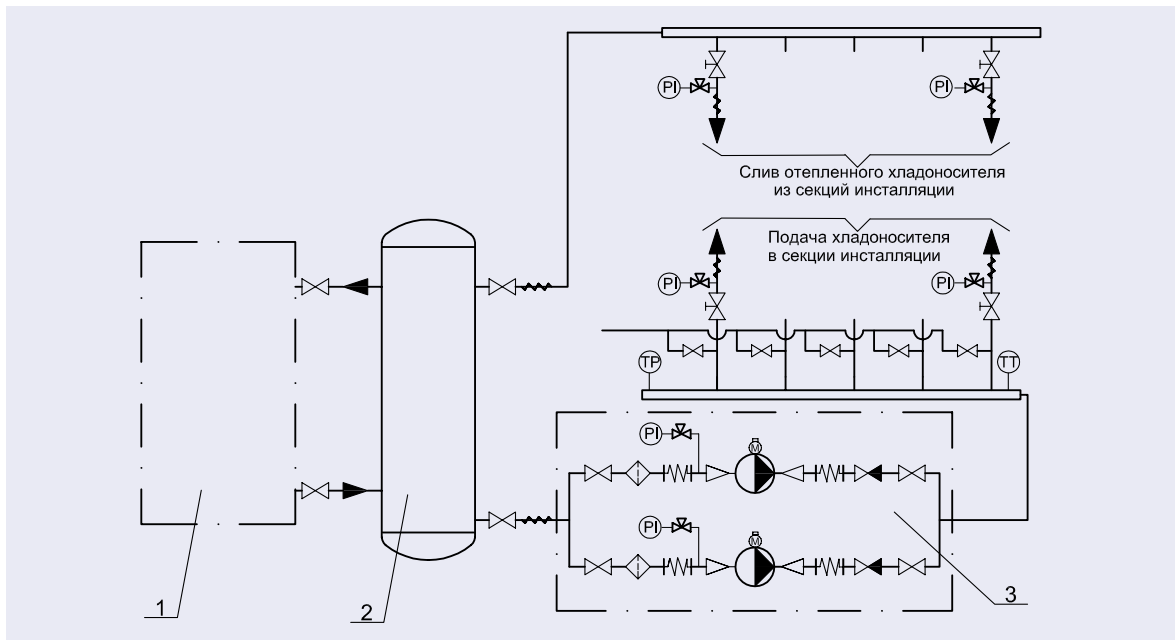 PI
PI
Слив отепленного хладоносителя
из секций инсталляции
Подача хладоносителя
в секции инсталляции
PI
PI
TP
TT
PI
M
PI
M
1
2
3